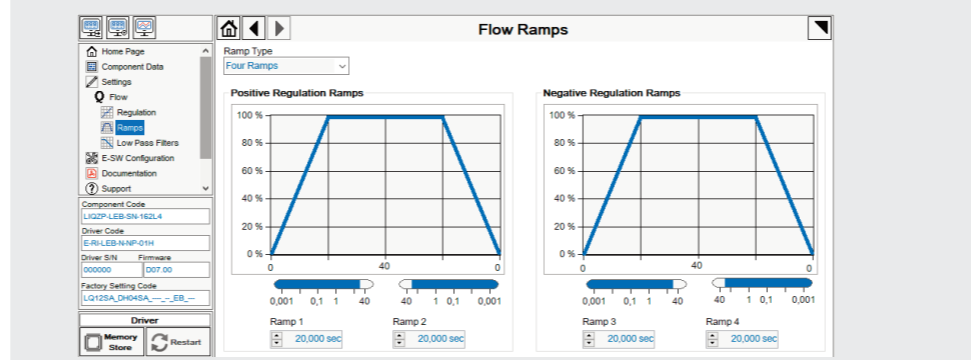 Flow Ramps
Home Page
Component Data
Settings
Q Flow
Regulation
Ramps
Low Pass Filters
E-SW Configuration
Documentation
? Support
Component Code
LIQZP-LEB-SN-162L4
Driver Code
E-RI-LEB-N-NP-01H
Driver S/N Firmware
000000 D07.00
Factory Setting Code
LQ12SA_DH04SA_---_--_EB_---
Driver
Memory Store
Restart
Ramp Type
Four Ramps
Positive Regulation Ramps
100 %
80 %
60 %
40 %
20 %
0 %
0 40 0
0,001 0,1 1 40 40 1 0,1 0,001
Ramp 1 Ramp 2
20,000 sec 20,000 sec
Negative Regulation Ramps
100 %
80 %
60 %
40 %
20 %
0 %
0 40 0
0,001 0,1 1 40 40 1 0,1 0,001
Ramp 3 Ramp 4
20,000 sec 20,000 sec